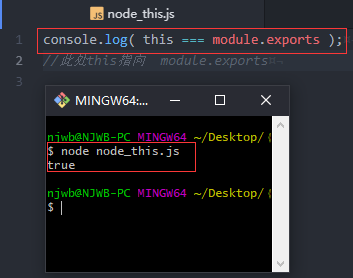 node_this.js
1 console.log( this === module.exports );
2 //此处this指向 module.exports
3
MINGW64:...
njwb@NJWB-PC MINGW64 ~/Desktop/
$ node node_this.js
true
njwb@NJWB-PC MINGW64 ~/Desktop/
$